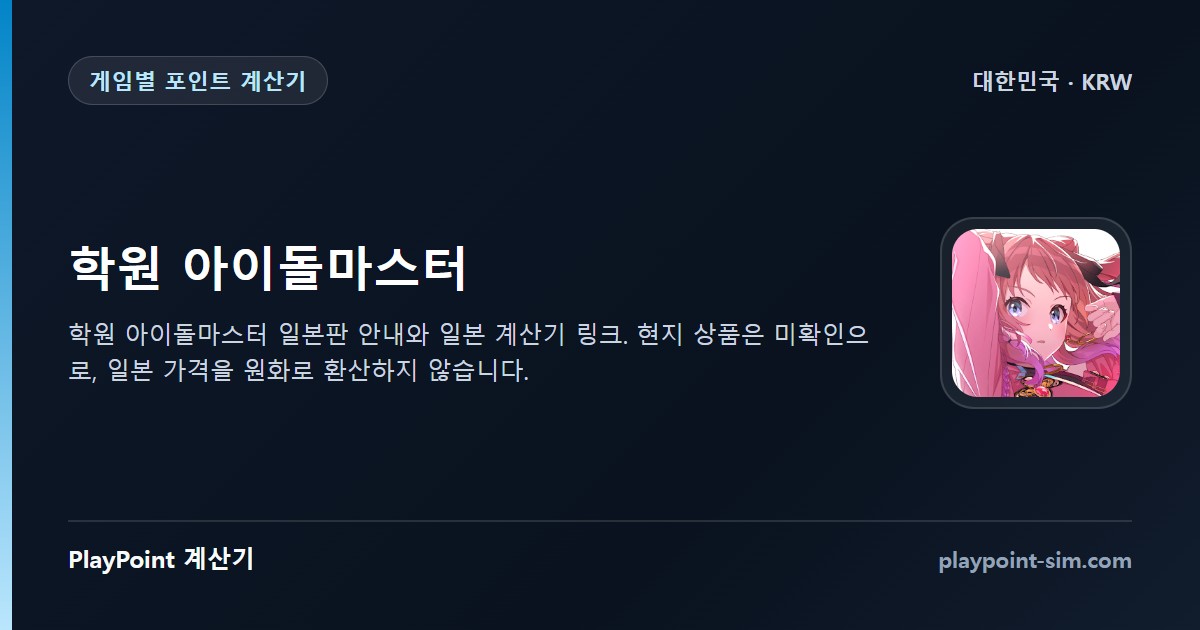 게임별 포인트 계산기
대한민국 · KRW
학원 아이돌마스터
학원 아이돌마스터 일본판 안내와 일본 계산기 링크. 현지 상품은 미확인으
로, 일본 가격을 원화로 환산하지 않습니다.
PlayPoint 계산기
playpoint-sim.com